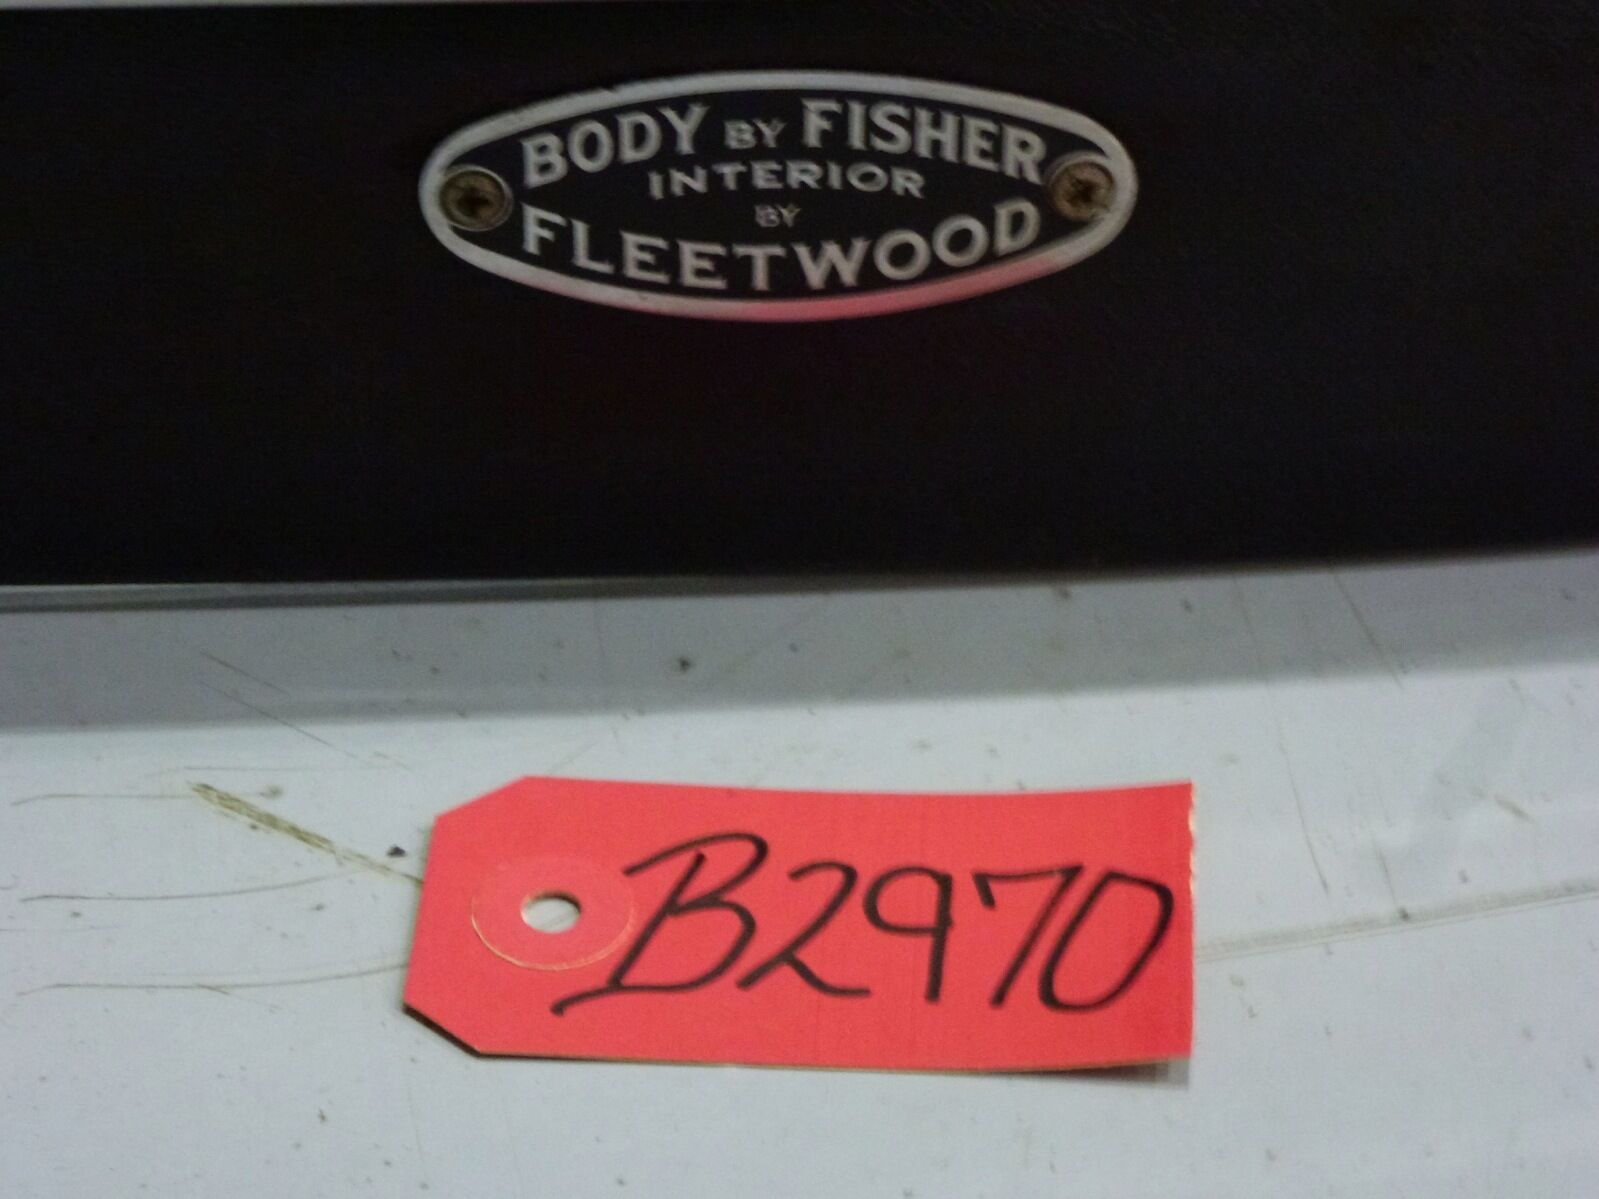 BODY BY FISHER
INTERIOR
BY
FLEETWOOD
B2970